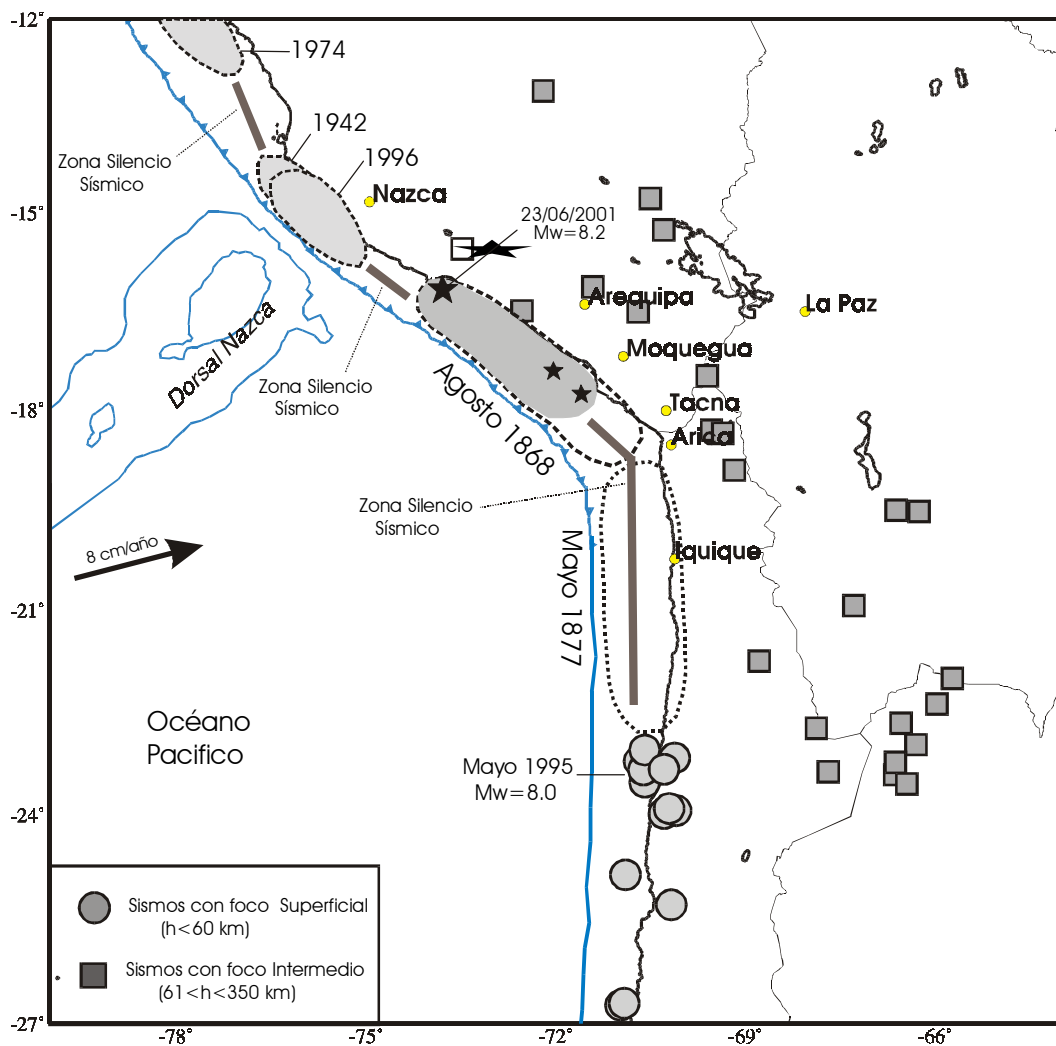 -12°
1974
1942
1996
Zona Silencio
Sísmico
Nazca
-15°
23/06/2001
Mw=8.2
Arequipa
La Paz
Dorsal Nazca
Moquegua
Zona Silencio
Sísmico
Agosto 1868
Tacna
-18°
Arica
Zona Silencio
Sísmico
8 cm/año
Mayo 1877
Iquique
-21°
Océano
Pacifico
Mayo 1995
Mw=8.0
-24°
Sismos con foco Superficial
(h<60 km)
Sismos con foco Intermedio
(61<h<350 km)
-27°
-78°
-75°
-72°
-69°
-66°